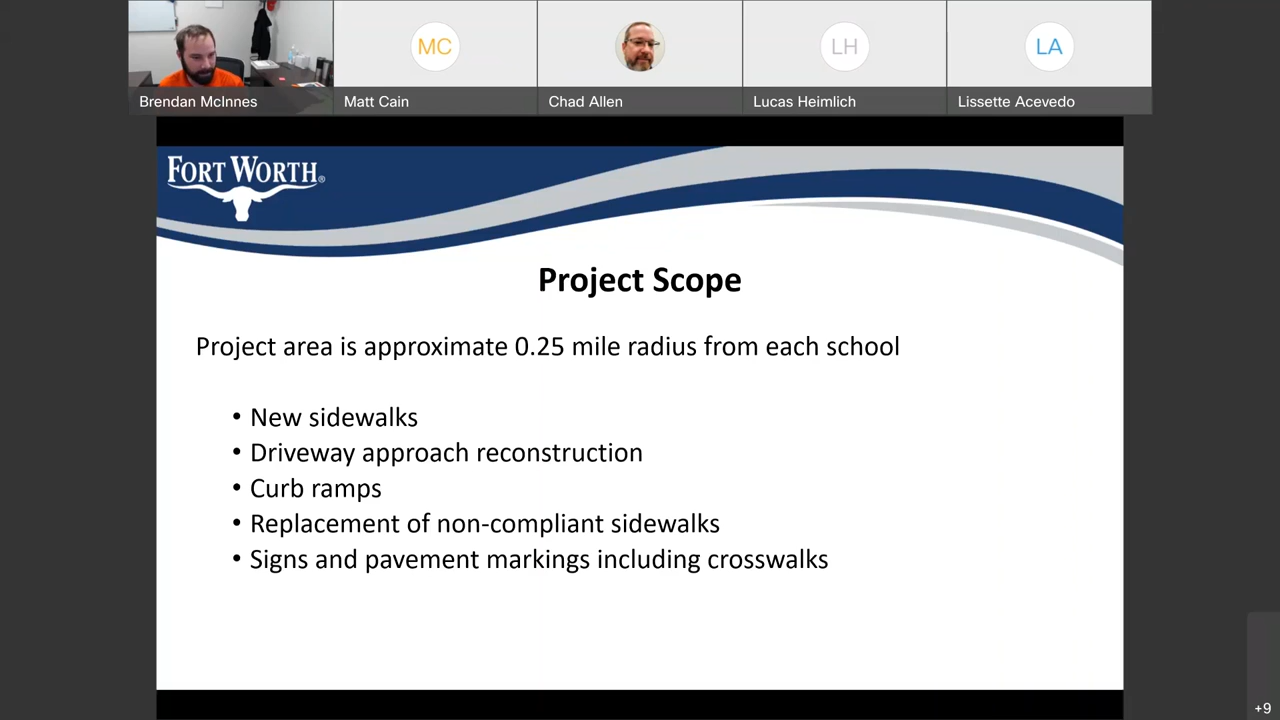 MC
LH
LA
Brendan McInnes
Matt Cain
Chad Allen
Lucas Heimlich
Lissette Acevedo
FORT WORTH®
Project Scope
Project area is approximate 0.25 mile radius from each school
• New sidewalks
• Driveway approach reconstruction
• Curb ramps
• Replacement of non-compliant sidewalks
• Signs and pavement markings including crosswalks
+9